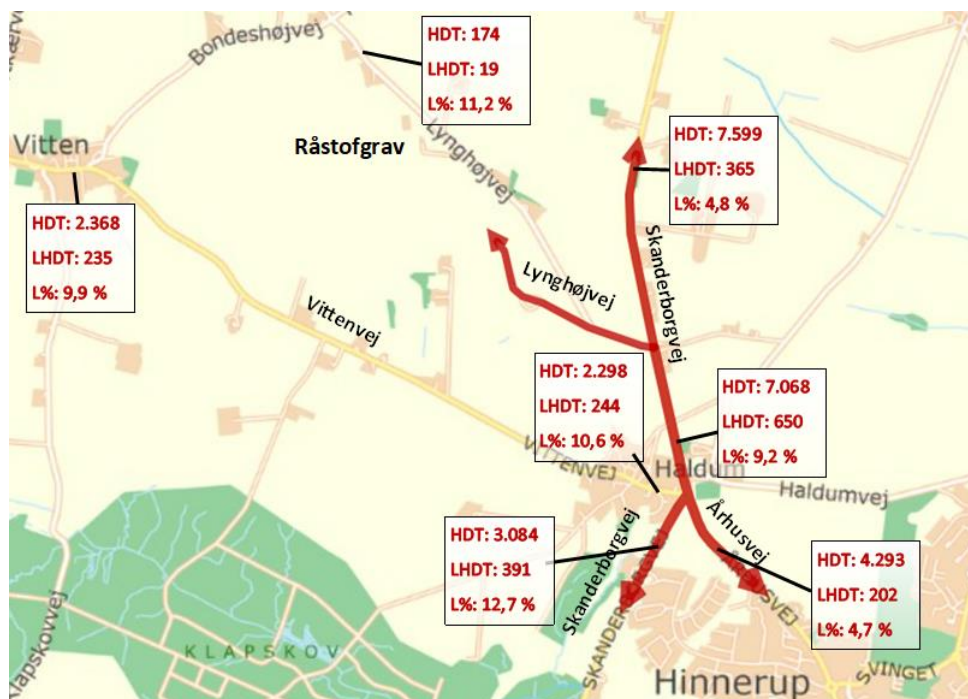 HDT: 174
LHDT: 19
L%: 11,2 %
Bondeshøjvej
Vitten
Råstofgrav
Lynghøjvej
HDT: 7.599
LHDT: 365
L%: 4,8 %
HDT: 2.368
LHDT: 235
L%: 9,9 %
Vittenvej
Lynghøjvej
Skanderborgvej
HDT: 2.298
LHDT: 244
L%: 10,6 %
HDT: 7.068
LHDT: 650
L%: 9,2 %
VITTENVEJ
Haldum
Haldumvej
HDT: 3.084
LHDT: 391
L%: 12,7 %
Skanderborgvej
Århusvej
HDT: 4.293
LHDT: 202
L%: 4,7 %
Klapskovvej
KLAPSKOV
SVINGET
Hinnerup